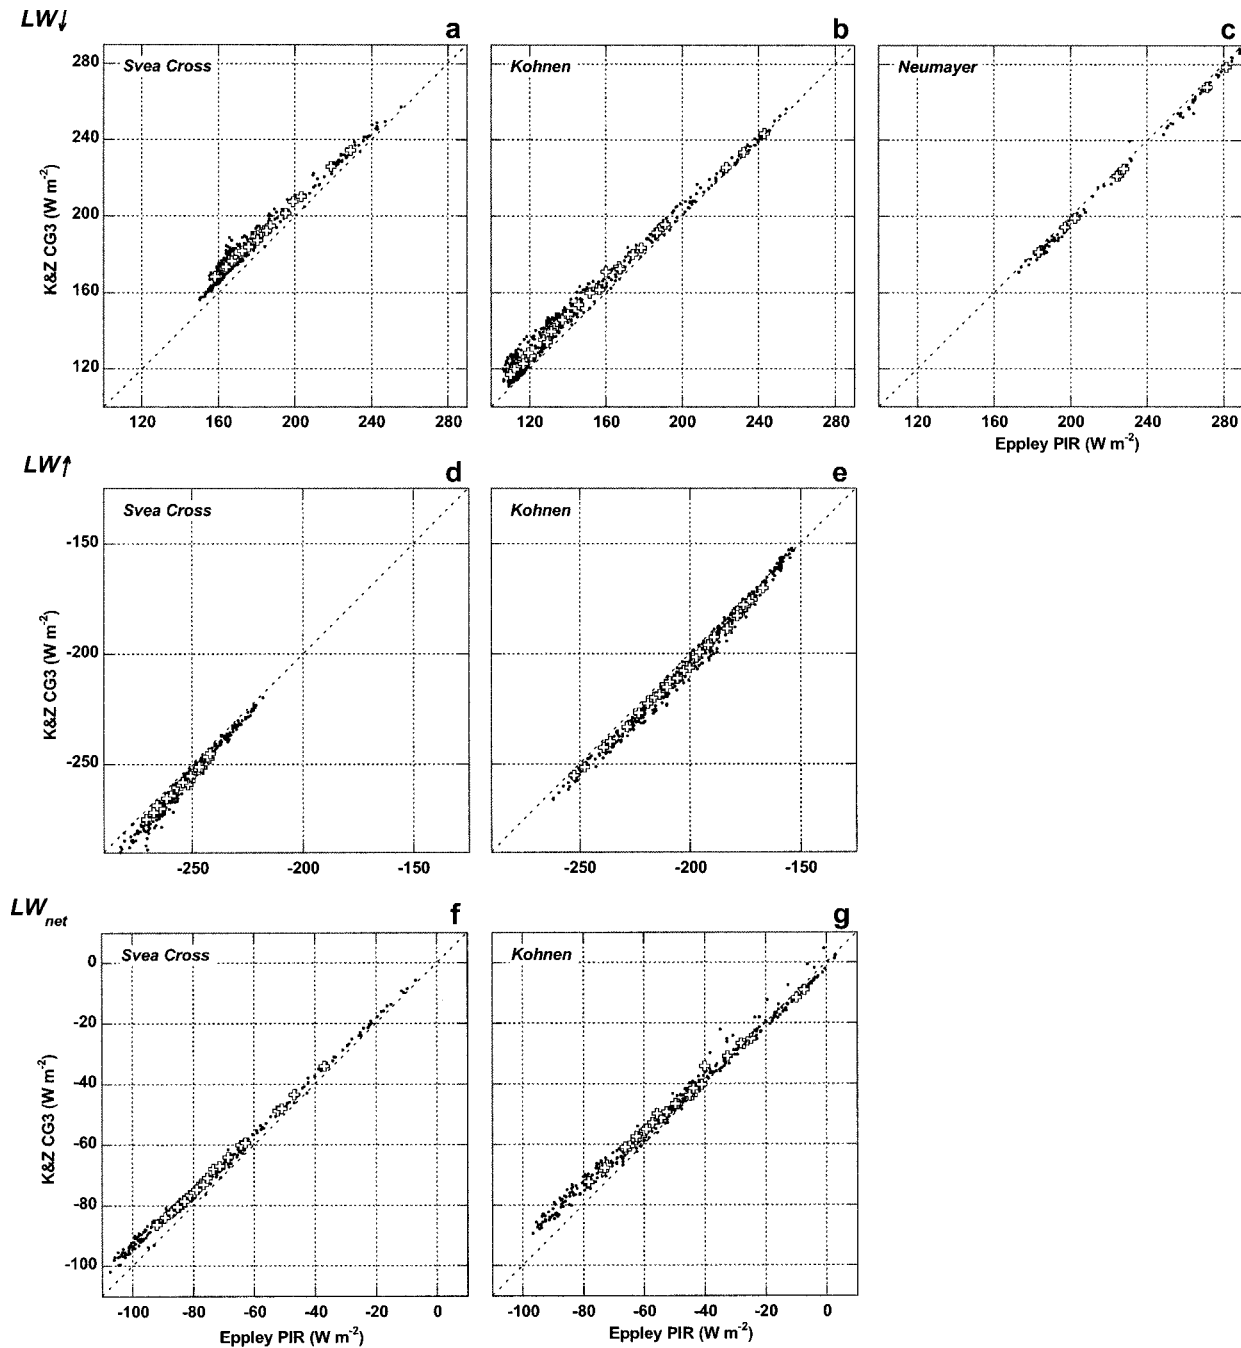 LW↓
a b c
Svea Cross Kohnen Neumayer
280
240
200
160
120
K&Z CG3 (W m-2)
120 160 200 240 280 120 160 200 240 280 120 160 200 240 280
Eppley PIR (W m-2)
LW↑
d e
Svea Cross Kohnen
-150
-200
-250
K&Z CG3 (W m-2)
-250 -200 -150 -250 -200 -150
LWnet
f g
Svea Cross Kohnen
0
-20
-40
-60
-80
-100
K&Z CG3 (W m-2)
-100 -80 -60 -40 -20 0 -100 -80 -60 -40 -20 0
Eppley PIR (W m-2) Eppley PIR (W m-2)